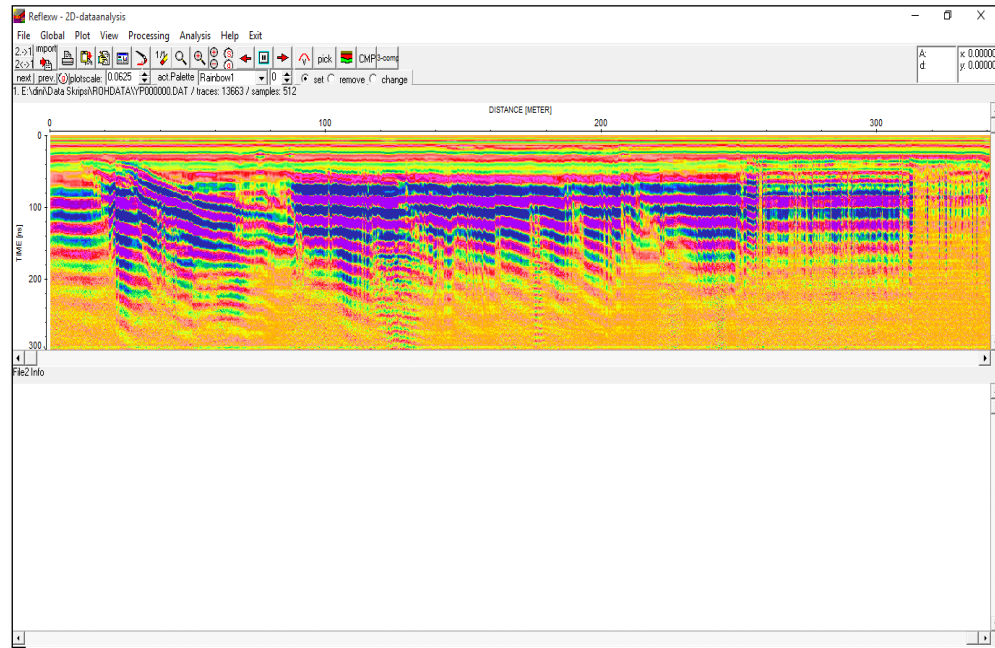 Reflexw - 2D-dataanalysis
File Global Plot View Processing Analysis Help Exit
2.->1 import
2<->1 pick CMP 3-comp
next prev. (g) plotscale: 0.0625 act.Palette Rainbow1 0 set remove change
A: x: 0.00000
d: y: 0.00000
1. E:\dini\Data Skripsi\ROHDATA\YP000000.DAT / traces: 13663 / samples: 512
DISTANCE [METER]
0 100 200 300
0
100
TIME [ns]
200
300
File2 Info